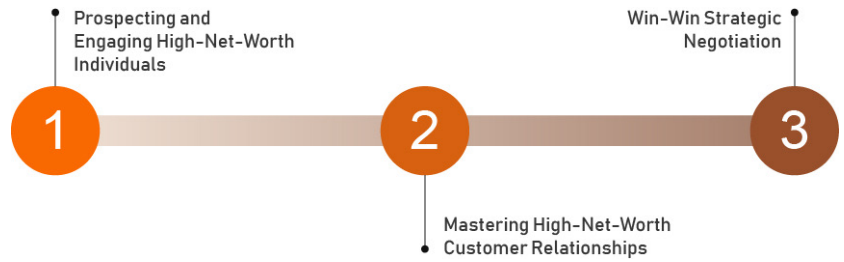 Prospecting and
Engaging High-Net-Worth
Individuals
Win-Win Strategic
Negotiation
1
2
3
Mastering High-Net-Worth
Customer Relationships